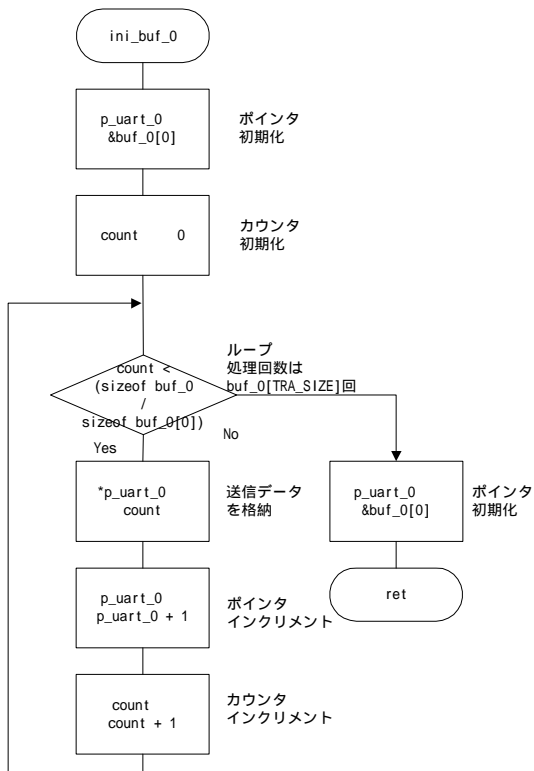 ini_buf_0
p_uart_0
&buf_0[0]
ポインタ
初期化
count 0
カウンタ
初期化
ループ
処理回数は
buf_0[TRA_SIZE]回
count <
(sizeof buf_0
/
sizeof buf_0[0])
Yes
No
*p_uart_0
count
送信データ
を格納
p_uart_0
&buf_0[0]
ポインタ
初期化
p_uart_0
p_uart_0 + 1
ポインタ
インクリメント
ret
count
count + 1
カウンタ
インクリメント